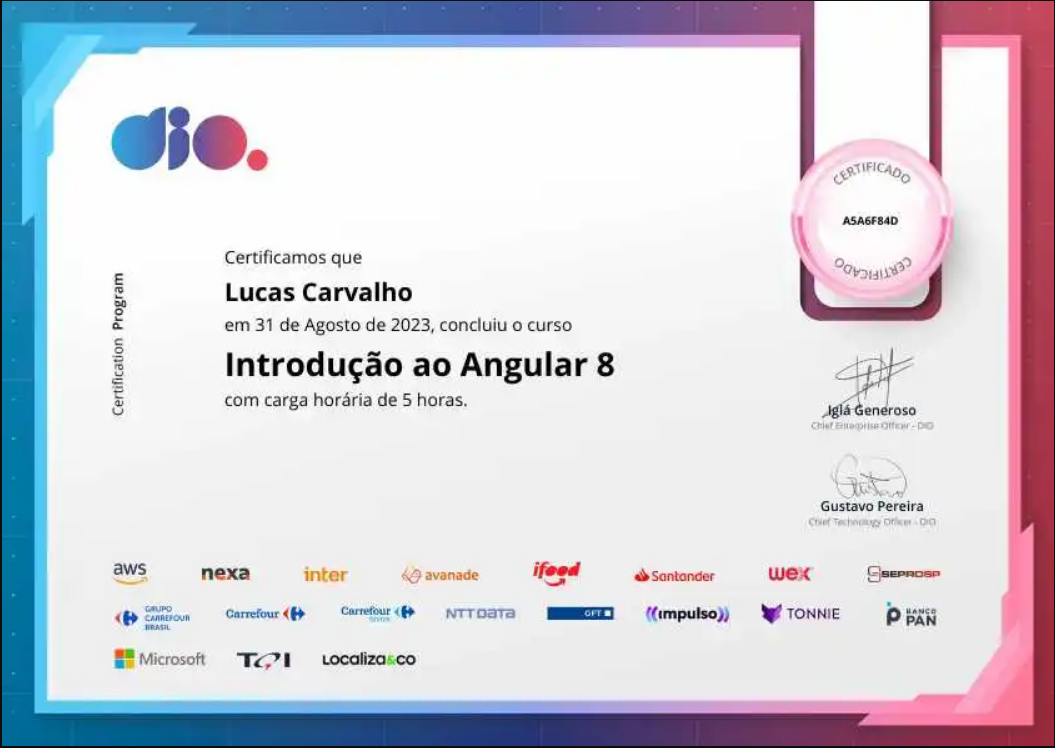 dio.
CERTIFICADO
A5A6F84D
CERTIFICADO
Certification Program
Certificamos que
Lucas Carvalho
em 31 de Agosto de 2023, concluiu o curso
Introdução ao Angular 8
com carga horária de 5 horas.
Iglá Generoso
Chief Enterprise Officer - DIO
Gustavo Pereira
Chief Technology Officer - DIO
aws nexa inter avanade ifood Santander wex SEPROSP
GRUPO CARREFOUR BRASIL Carrefour Carrefour NTT DATA GFT impulso TONNIE BANCO PAN
Microsoft TQI Localiza&co